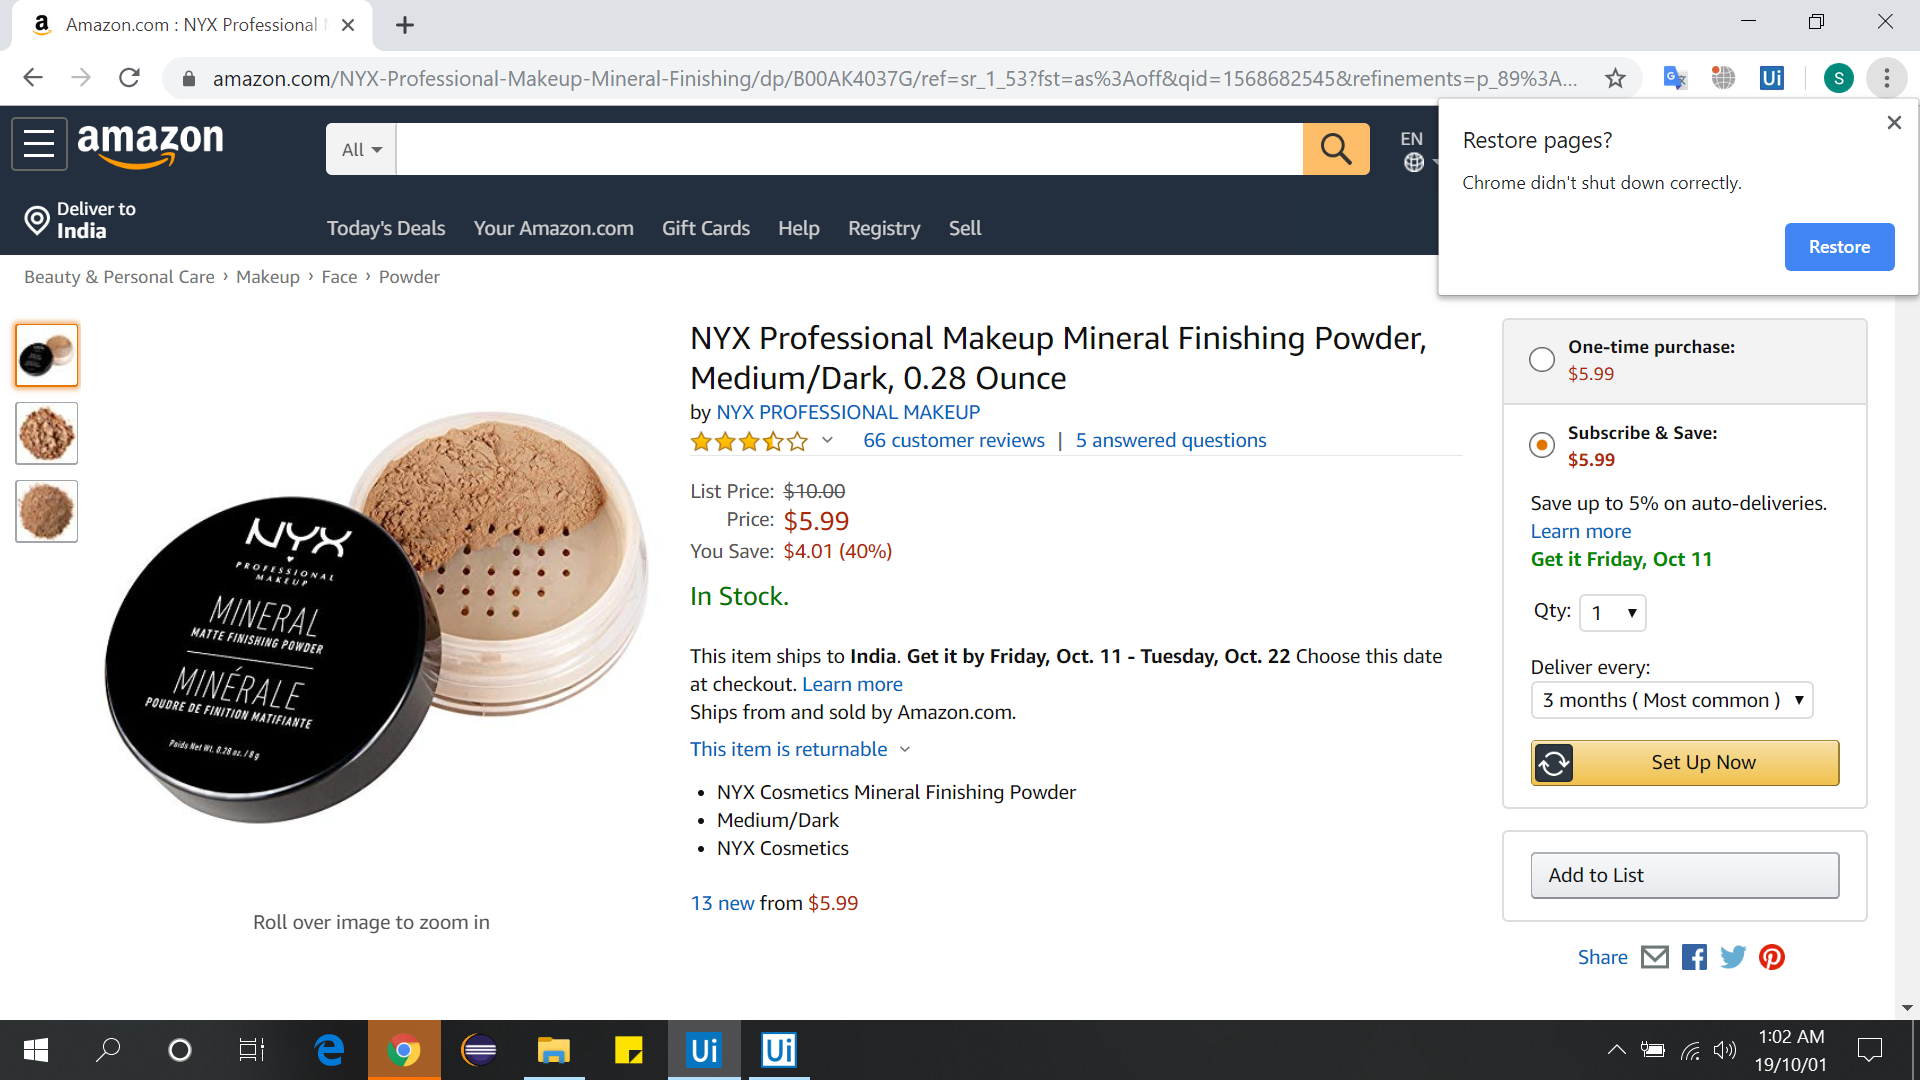 Amazon.com : NYX Professional
amazon.com/NYX-Professional-Makeup-Mineral-Finishing/dp/B00AK4037G/ref=sr_1_53?fst=as%3Aoff&qid=1568682545&refinements=p_89%3A...
S
Ui
Restore pages?
Chrome didn't shut down correctly.
Restore
amazon
All
EN
Deliver to
India
Today's Deals
Your Amazon.com
Gift Cards
Help
Registry
Sell
Beauty & Personal Care › Makeup › Face › Powder
NYX Professional Makeup Mineral Finishing Powder,
Medium/Dark, 0.28 Ounce
by NYX PROFESSIONAL MAKEUP
66 customer reviews | 5 answered questions
List Price: $10.00
Price: $5.99
You Save: $4.01 (40%)
In Stock.
This item ships to India. Get it by Friday, Oct. 11 - Tuesday, Oct. 22 Choose this date
at checkout. Learn more
Ships from and sold by Amazon.com.
This item is returnable
• NYX Cosmetics Mineral Finishing Powder
• Medium/Dark
• NYX Cosmetics
13 new from $5.99
NYX
PROFESSIONAL
MAKEUP
MINERAL
MATTE FINISHING POWDER
MINÉRALE
POUDRE DE FINITION MATIFIANTE
Poids Net Wt. 0.28 oz. / 8 g
Roll over image to zoom in
One-time purchase:
$5.99
Subscribe & Save:
$5.99
Save up to 5% on auto-deliveries.
Learn more
Get it Friday, Oct 11
Qty: 1
Deliver every:
3 months ( Most common )
Set Up Now
Add to List
Share
Ui
Ui
1:02 AM
19/10/01